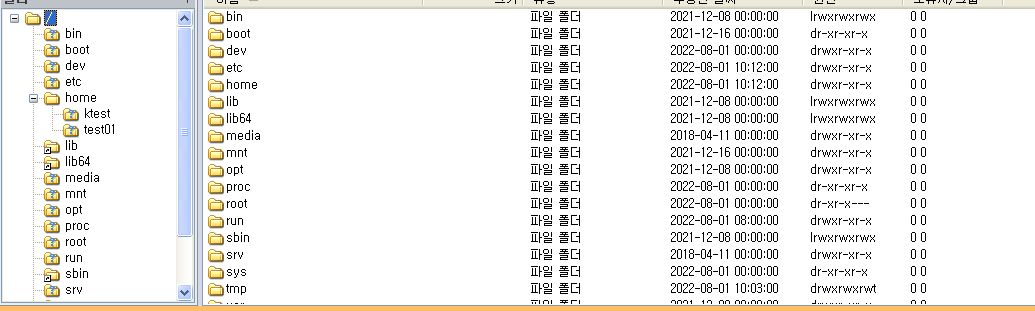 /
bin
boot
dev
etc
home
ktest
test01
lib
lib64
media
mnt
opt
proc
root
run
sbin
srv
bin 파일 폴더 2021-12-08 00:00:00 lrwxrwxrwx 0 0
boot 파일 폴더 2021-12-16 00:00:00 dr-xr-xr-x 0 0
dev 파일 폴더 2022-08-01 00:00:00 drwxr-xr-x 0 0
etc 파일 폴더 2022-08-01 10:12:00 drwxr-xr-x 0 0
home 파일 폴더 2022-08-01 10:12:00 drwxr-xr-x 0 0
lib 파일 폴더 2021-12-08 00:00:00 lrwxrwxrwx 0 0
lib64 파일 폴더 2021-12-08 00:00:00 lrwxrwxrwx 0 0
media 파일 폴더 2018-04-11 00:00:00 drwxr-xr-x 0 0
mnt 파일 폴더 2021-12-16 00:00:00 drwxr-xr-x 0 0
opt 파일 폴더 2021-12-08 00:00:00 drwxr-xr-x 0 0
proc 파일 폴더 2022-08-01 00:00:00 dr-xr-xr-x 0 0
root 파일 폴더 2022-08-01 00:00:00 dr-xr-x--- 0 0
run 파일 폴더 2022-08-01 08:00:00 drwxr-xr-x 0 0
sbin 파일 폴더 2021-12-08 00:00:00 lrwxrwxrwx 0 0
srv 파일 폴더 2018-04-11 00:00:00 drwxr-xr-x 0 0
sys 파일 폴더 2022-08-01 00:00:00 dr-xr-xr-x 0 0
tmp 파일 폴더 2022-08-01 10:03:00 drwxrwxrwt 0 0